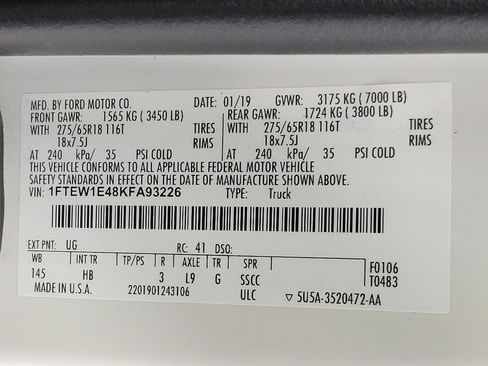 MFD. BY FORD MOTOR CO. DATE: 01/19 GVWR: 3175 KG ( 7000 LB)
FRONT GAWR: 1565 KG ( 3450 LB) REAR GAWR: 1724 KG ( 3800 LB)
WITH 275/65R18 116T TIRES WITH 275/65R18 116T TIRES
18x7.5J RIMS 18x7.5J RIMS
AT 240 kPa/ 35 PSI COLD AT 240 kPa/ 35 PSI COLD
THIS VEHICLE CONFORMS TO ALL APPLICABLE FEDERAL MOTOR VEHICLE
SAFETY STANDARDS IN EFFECT ON THE DATE OF MANUFACTURE SHOWN ABOVE.
VIN: 1FTEW1E48KFA93226 TYPE: Truck
EXT PNT: UG RC: 41 DSO:
WB INT TR TP/PS R AXLE TR SPR F0106
145 HB 3 L9 G SSCC T0483
MADE IN U.S.A. 2201901243106 ULC ▽ 5U5A-3520472-AA